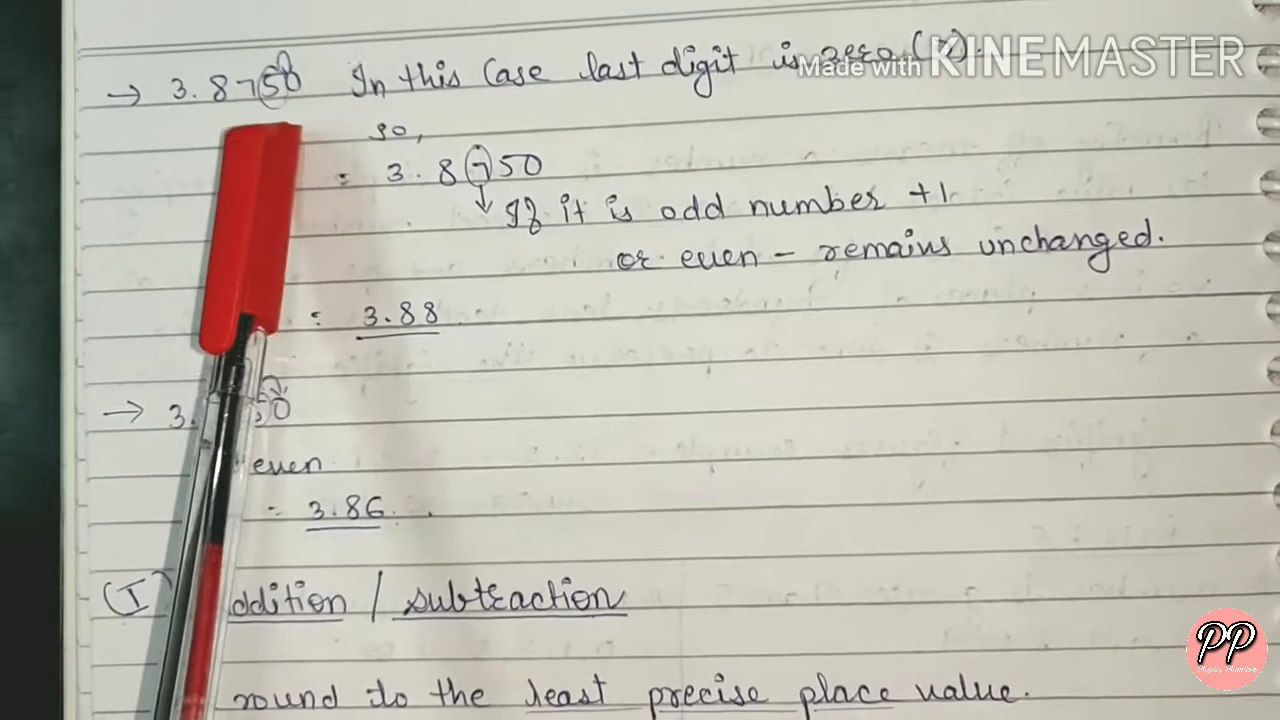 → 3.8750 In this Case last digit is zero
Made with KINEMASTER
so,
= 3.8750
↓ If it is odd number +1
or even - remains unchanged.
= 3.88
→ 3. 50
even
= 3.86
(I) ddition / subtraction
round to the least precise place value.
PP